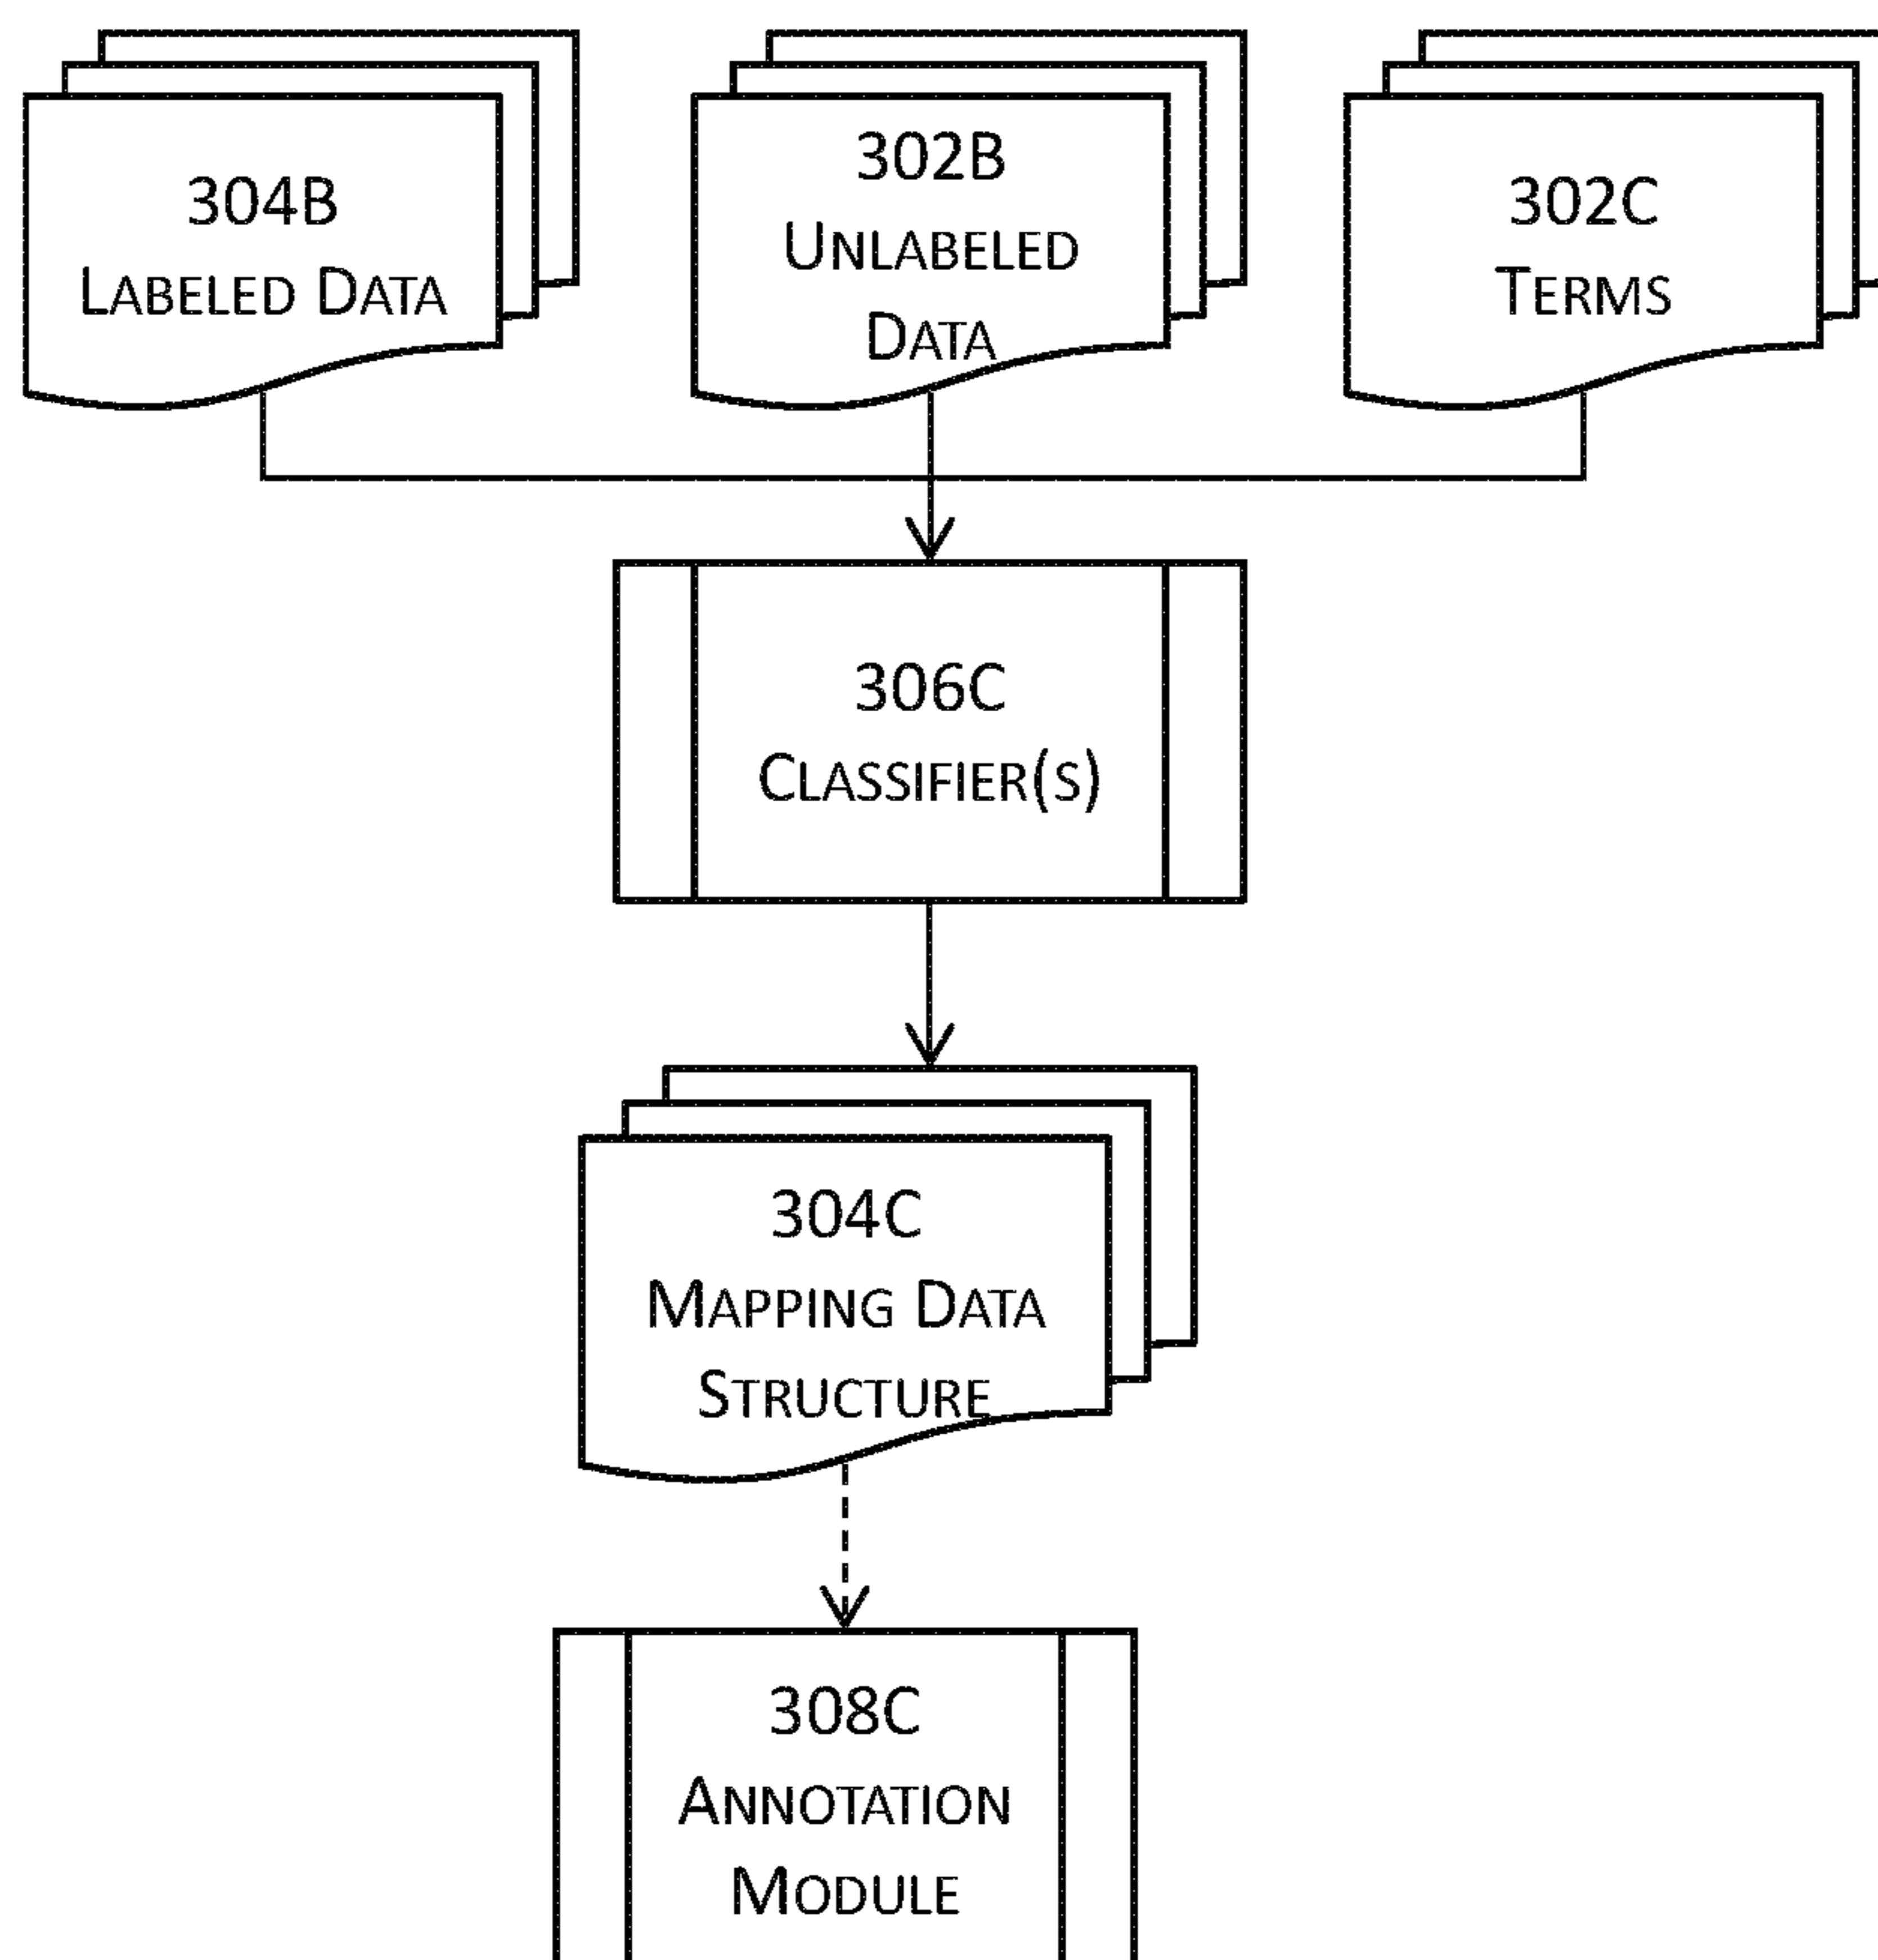 304B
LABELED DATA
302B
UNLABELED
DATA
302C
TERMS
306C
CLASSIFIER(S)
304C
MAPPING DATA
STRUCTURE
308C
ANNOTATION
MODULE